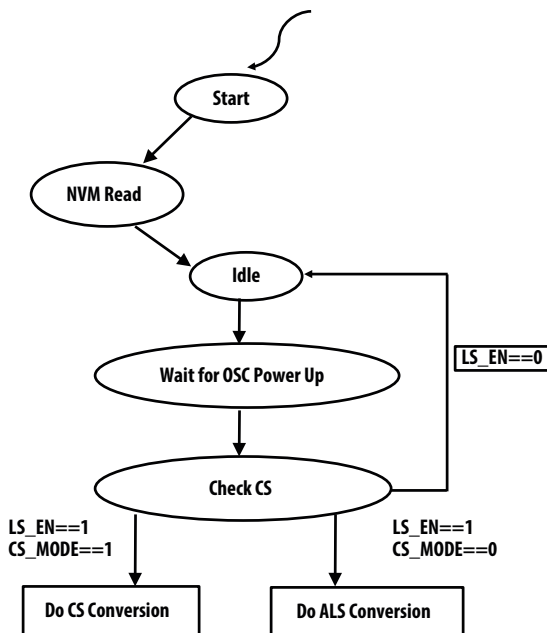 Start
NVM Read
Idle
LS_EN==0
Wait for OSC Power Up
Check CS
LS_EN==1
CS_MODE==1
LS_EN==1
CS_MODE==0
Do CS Conversion
Do ALS Conversion